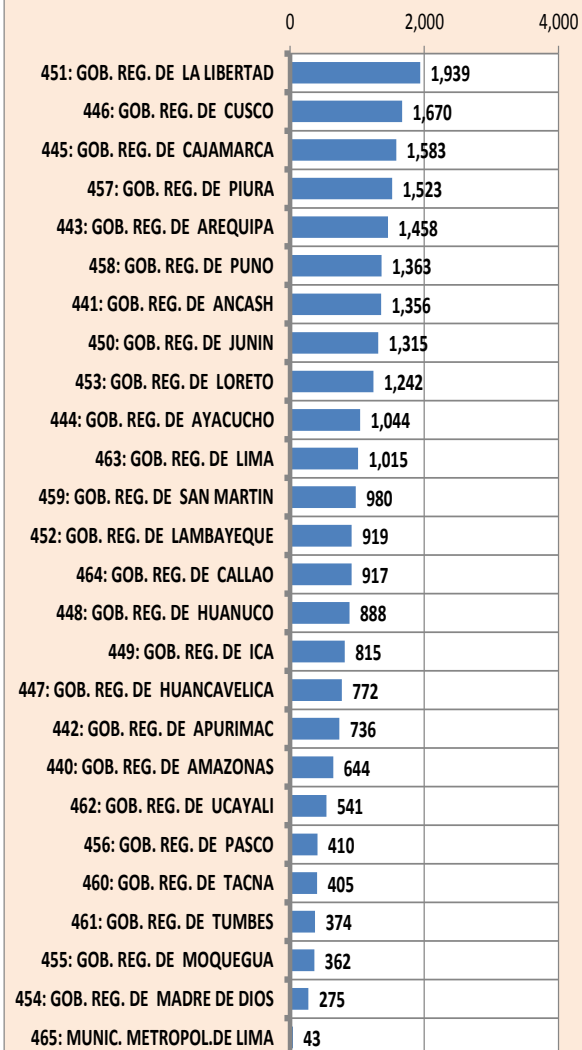 0 2,000 4,000
451: GOB. REG. DE LA LIBERTAD 1,939
446: GOB. REG. DE CUSCO 1,670
445: GOB. REG. DE CAJAMARCA 1,583
457: GOB. REG. DE PIURA 1,523
443: GOB. REG. DE AREQUIPA 1,458
458: GOB. REG. DE PUNO 1,363
441: GOB. REG. DE ANCASH 1,356
450: GOB. REG. DE JUNIN 1,315
453: GOB. REG. DE LORETO 1,242
444: GOB. REG. DE AYACUCHO 1,044
463: GOB. REG. DE LIMA 1,015
459: GOB. REG. DE SAN MARTIN 980
452: GOB. REG. DE LAMBAYEQUE 919
464: GOB. REG. DE CALLAO 917
448: GOB. REG. DE HUANUCO 888
449: GOB. REG. DE ICA 815
447: GOB. REG. DE HUANCAVELICA 772
442: GOB. REG. DE APURIMAC 736
440: GOB. REG. DE AMAZONAS 644
462: GOB. REG. DE UCAYALI 541
456: GOB. REG. DE PASCO 410
460: GOB. REG. DE TACNA 405
461: GOB. REG. DE TUMBES 374
455: GOB. REG. DE MOQUEGUA 362
454: GOB. REG. DE MADRE DE DIOS 275
465: MUNIC. METROPOL.DE LIMA 43